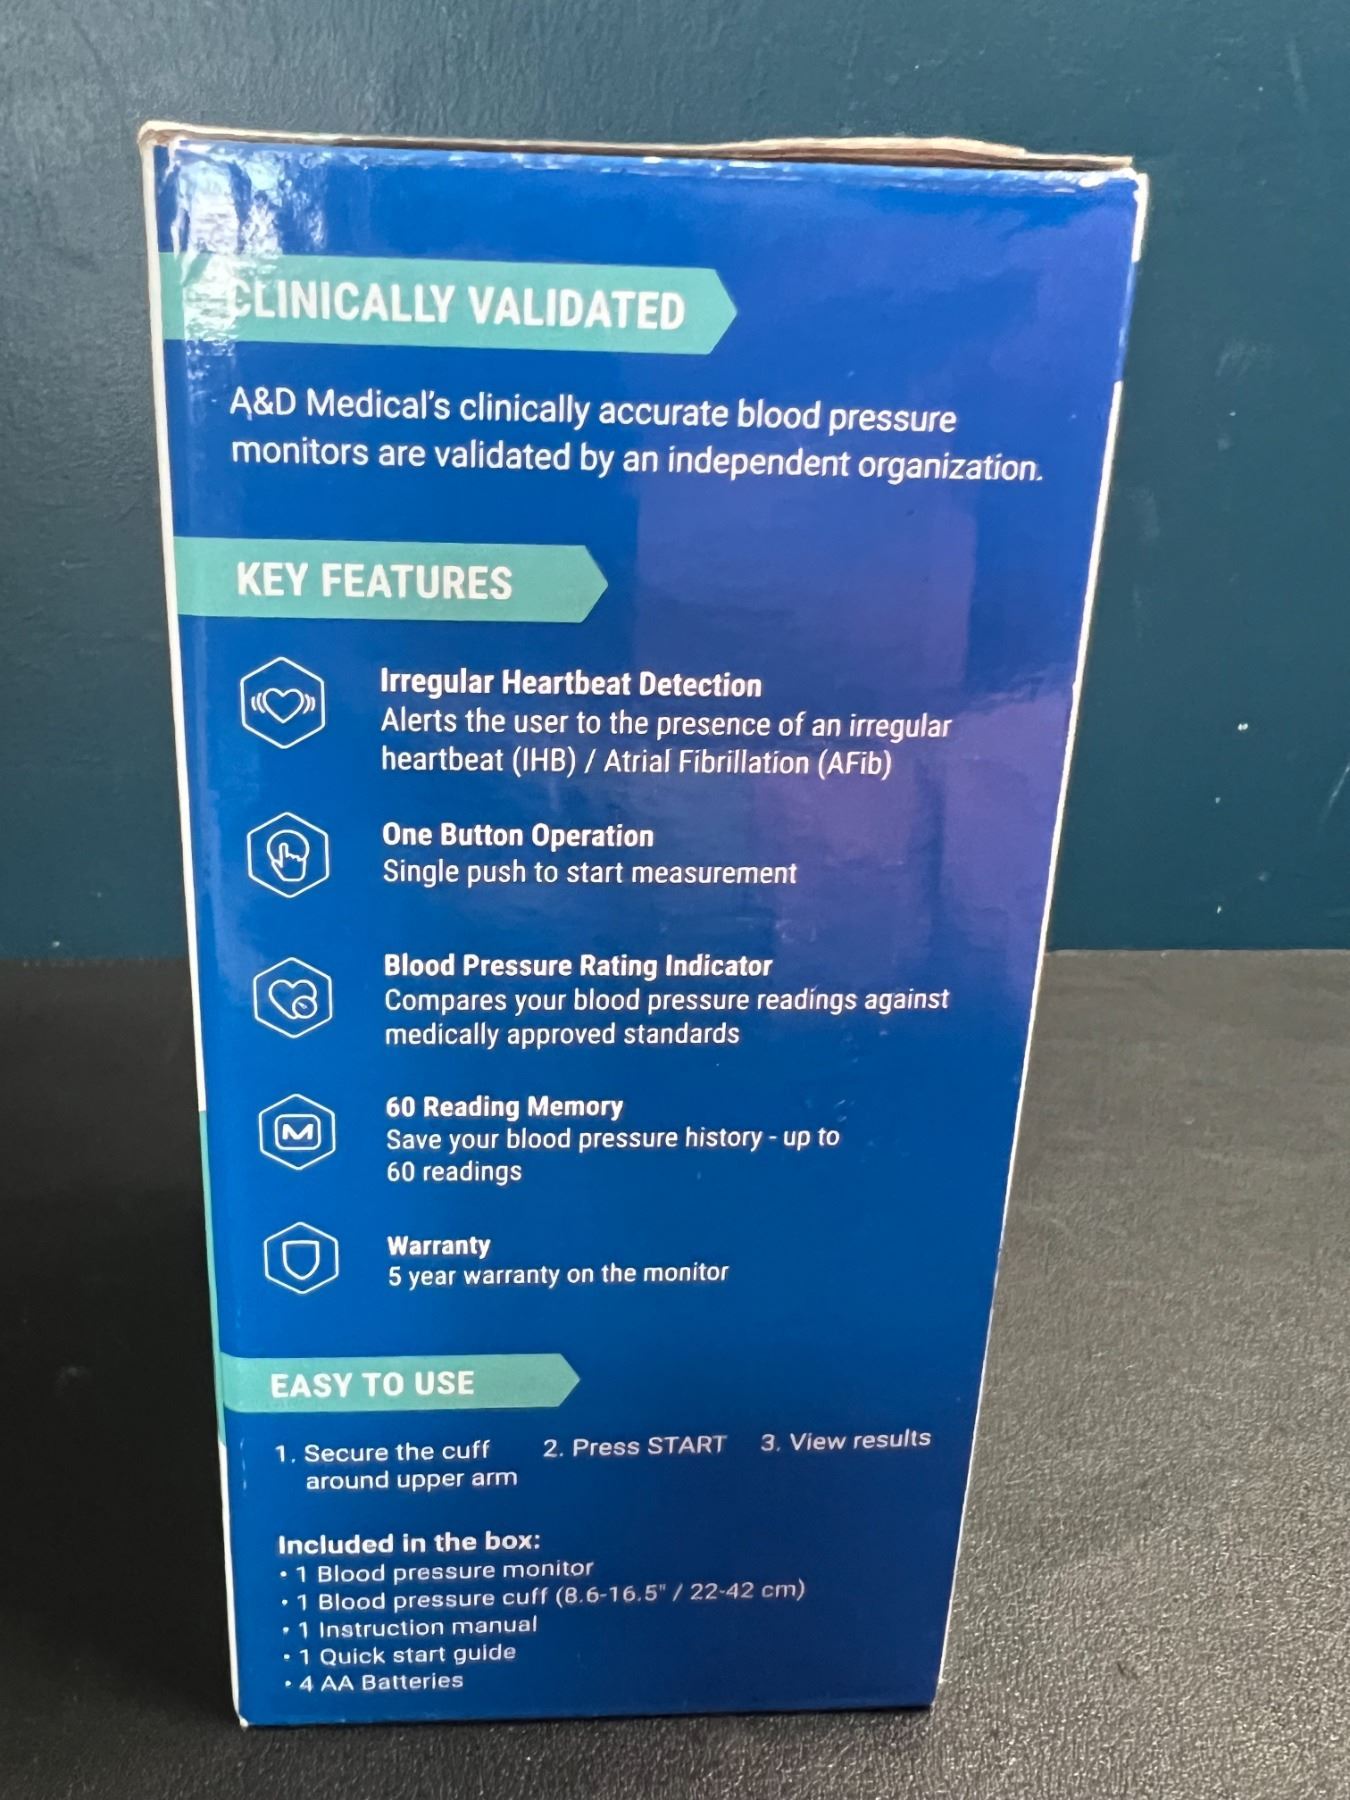 CLINICALLY VALIDATED
A&D Medical's clinically accurate blood pressure
monitors are validated by an independent organization.
KEY FEATURES
Irregular Heartbeat Detection
Alerts the user to the presence of an irregular
heartbeat (IHB) / Atrial Fibrillation (AFib)
One Button Operation
Single push to start measurement
Blood Pressure Rating Indicator
Compares your blood pressure readings against
medically approved standards
M
60 Reading Memory
Save your blood pressure history - up to
60 readings
Warranty
5 year warranty on the monitor
EASY TO USE
1. Secure the cuff
around upper arm
2. Press START
3. View results
Included in the box:
• 1 Blood pressure monitor
• 1 Blood pressure cuff (8.6-16.5" / 22-42 cm)
• 1 Instruction manual
• 1 Quick start guide
• 4 AA Batteries